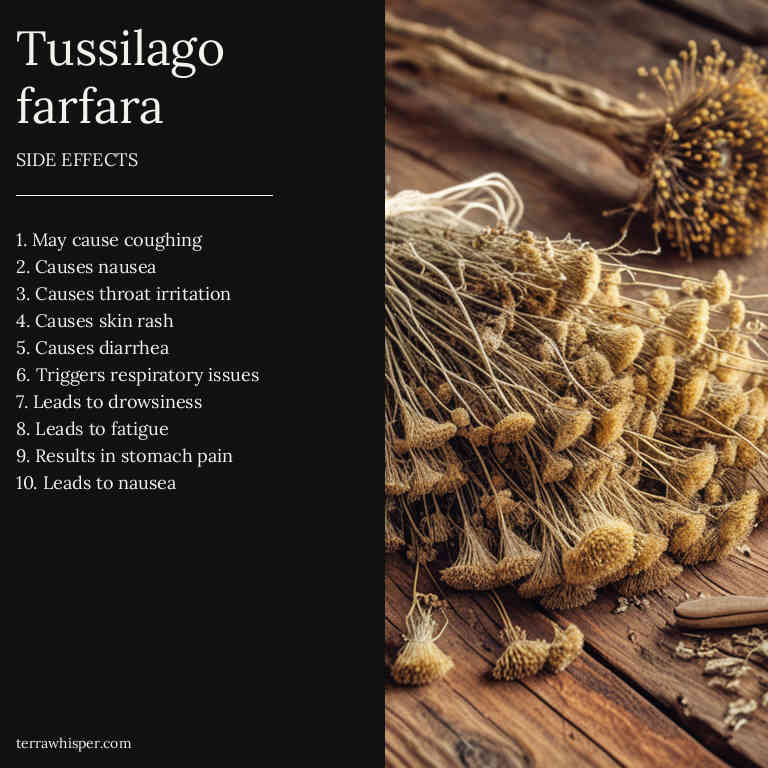 Tussilago
farfara
SIDE EFFECTS
1. May cause coughing
2. Causes nausea
3. Causes throat irritation
4. Causes skin rash
5. Causes diarrhea
6. Triggers respiratory issues
7. Leads to drowsiness
8. Leads to fatigue
9. Results in stomach pain
10. Leads to nausea
terrawhisper.com